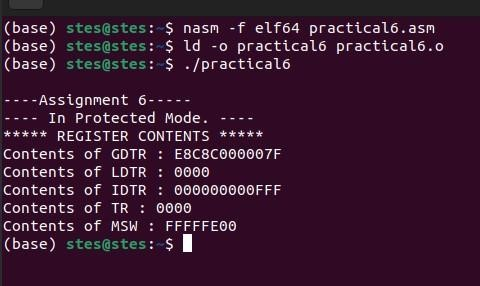 (base) stes@stes:~$ nasm -f elf64 practical6.asm
(base) stes@stes:~$ ld -o practical6 practical6.o
(base) stes@stes:~$ ./practical6
----Assignment 6-----
---- In Protected Mode. ----
***** REGISTER CONTENTS *****
Contents of GDTR : E8C8C000007F
Contents of LDTR : 0000
Contents of IDTR : 000000000FFF
Contents of TR : 0000
Contents of MSW : FFFFFE00
(base) stes@stes:~$